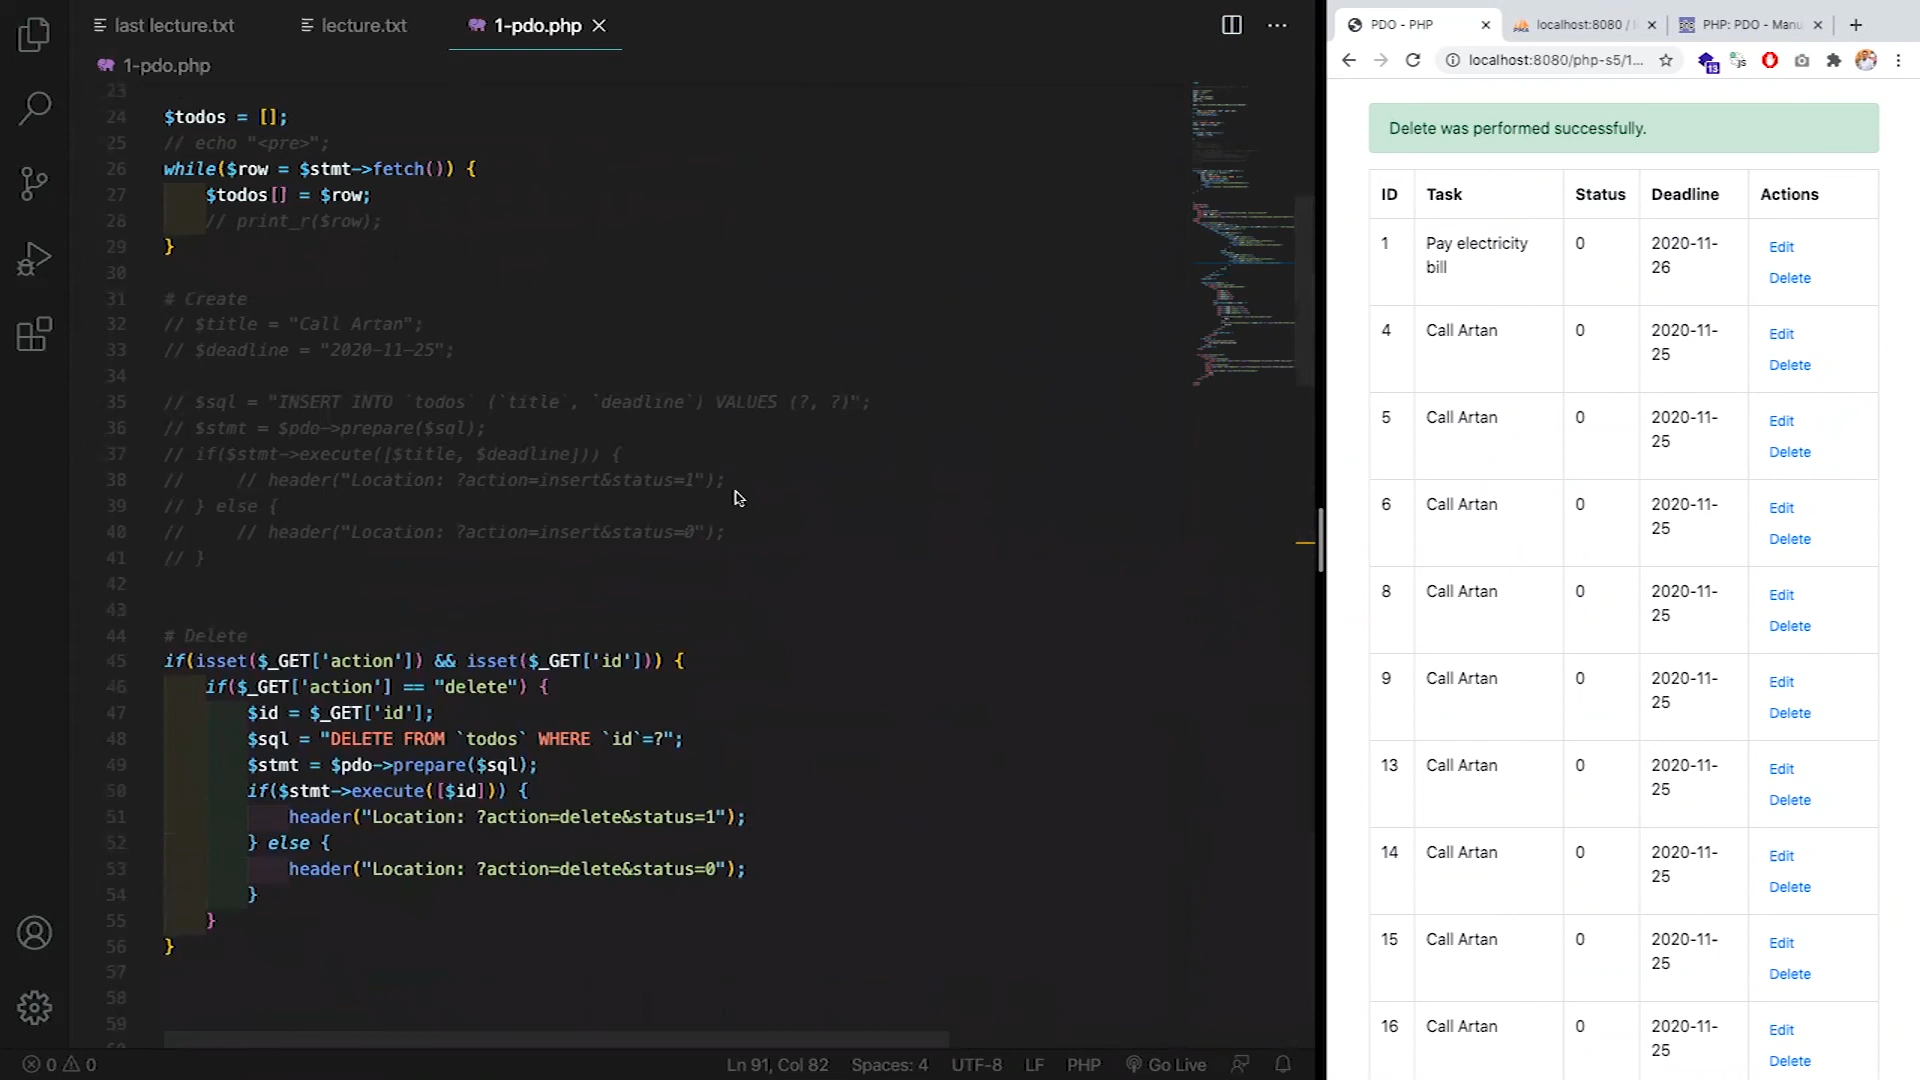 last lecture.txt
lecture.txt
1-pdo.php
1-pdo.php
23
24 $todos = [];
25 // echo "<pre>";
26 while($row = $stmt->fetch()) {
27 $todos[] = $row;
28 // print_r($row);
29 }
30
31 # Create
32 // $title = "Call Artan";
33 // $deadline = "2020-11-25";
34
35 // $sql = "INSERT INTO `todos` (`title`, `deadline`) VALUES (?, ?)";
36 // $stmt = $pdo->prepare($sql);
37 // if($stmt->execute([$title, $deadline])) {
38 // // header("Location: ?action=insert&status=1");
39 // } else {
40 // // header("Location: ?action=insert&status=0");
41 // }
42
43
44 # Delete
45 if(isset($_GET['action']) && isset($_GET['id'])) {
46 if($_GET['action'] == "delete") {
47 $id = $_GET['id'];
48 $sql = "DELETE FROM `todos` WHERE `id`=?";
49 $stmt = $pdo->prepare($sql);
50 if($stmt->execute([$id])) {
51 header("Location: ?action=delete&status=1");
52 } else {
53 header("Location: ?action=delete&status=0");
54 }
55 }
56 }
57
58
59
0 0
Ln 91, Col 82 Spaces: 4 UTF-8 LF PHP Go Live
PDO - PHP
localhost:8080 /
PHP: PDO - Manu
localhost:8080/php-s5/1...
13
Delete was performed successfully.
ID Task Status Deadline Actions
1 Pay electricity bill 0 2020-11-26 Edit Delete
4 Call Artan 0 2020-11-25 Edit Delete
5 Call Artan 0 2020-11-25 Edit Delete
6 Call Artan 0 2020-11-25 Edit Delete
8 Call Artan 0 2020-11-25 Edit Delete
9 Call Artan 0 2020-11-25 Edit Delete
13 Call Artan 0 2020-11-25 Edit Delete
14 Call Artan 0 2020-11-25 Edit Delete
15 Call Artan 0 2020-11-25 Edit Delete
16 Call Artan 0 2020-11-25 Edit Delete